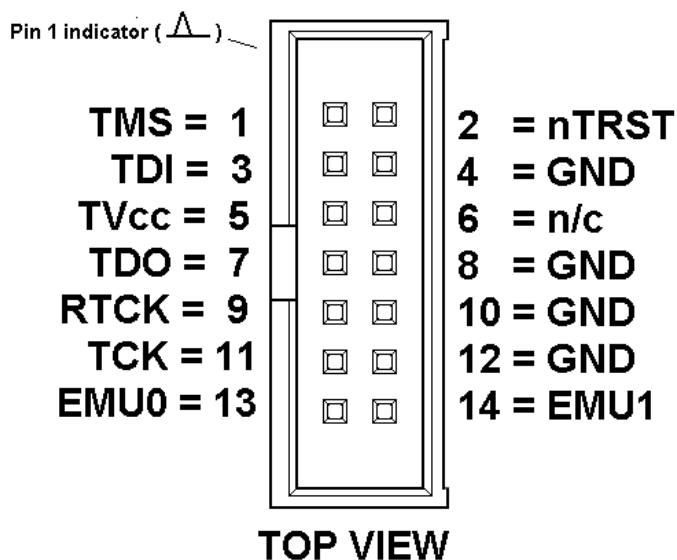 Pin 1 indicator ( )
TMS = 1 2 = nTRST
TDI = 3 4 = GND
TVcc = 5 6 = n/c
TDO = 7 8 = GND
RTCK = 9 10 = GND
TCK = 11 12 = GND
EMU0 = 13 14 = EMU1
TOP VIEW